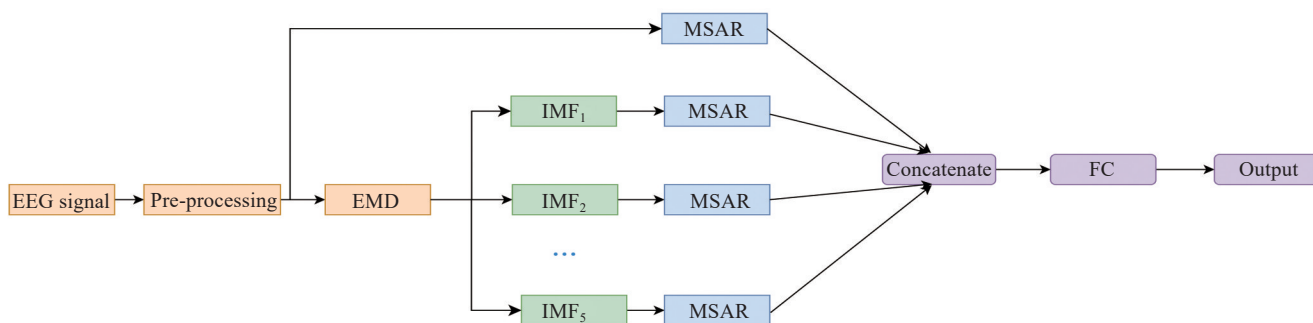 MSAR
IMF₁
MSAR
EEG signal
Pre-processing
EMD
IMF₂
MSAR
...
IMF₅
MSAR
Concatenate
FC
Output